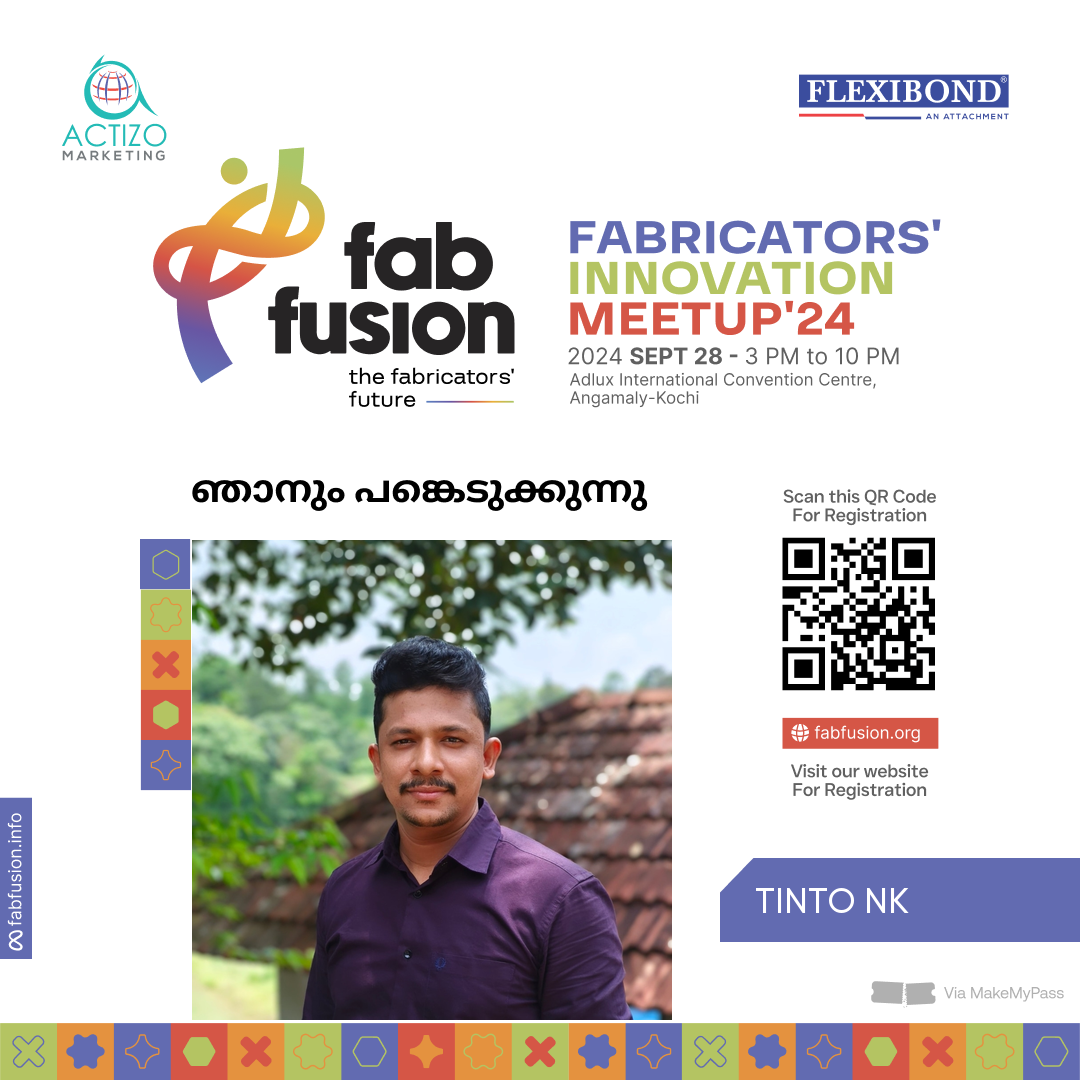 ACTIZO
MARKETING
FLEXIBOND®
AN ATTACHMENT
fab
fusion
the fabricators'
future
FABRICATORS'
INNOVATION
MEETUP'24
2024 SEPT 28 - 3 PM to 10 PM
Adlux International Convention Centre,
Angamaly-Kochi
ഞാനും പങ്കെടുക്കുന്നു
Scan this QR Code
For Registration
fabfusion.org
Visit our website
For Registration
fabfusion.info
TINTO NK
Via MakeMyPass